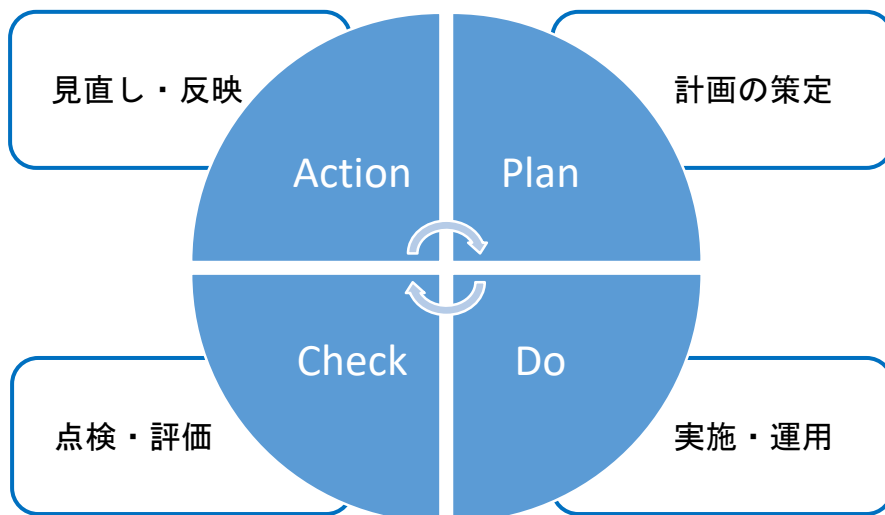 見直し・反映
計画の策定
Action
Plan
Check
Do
点検・評価
実施・運用